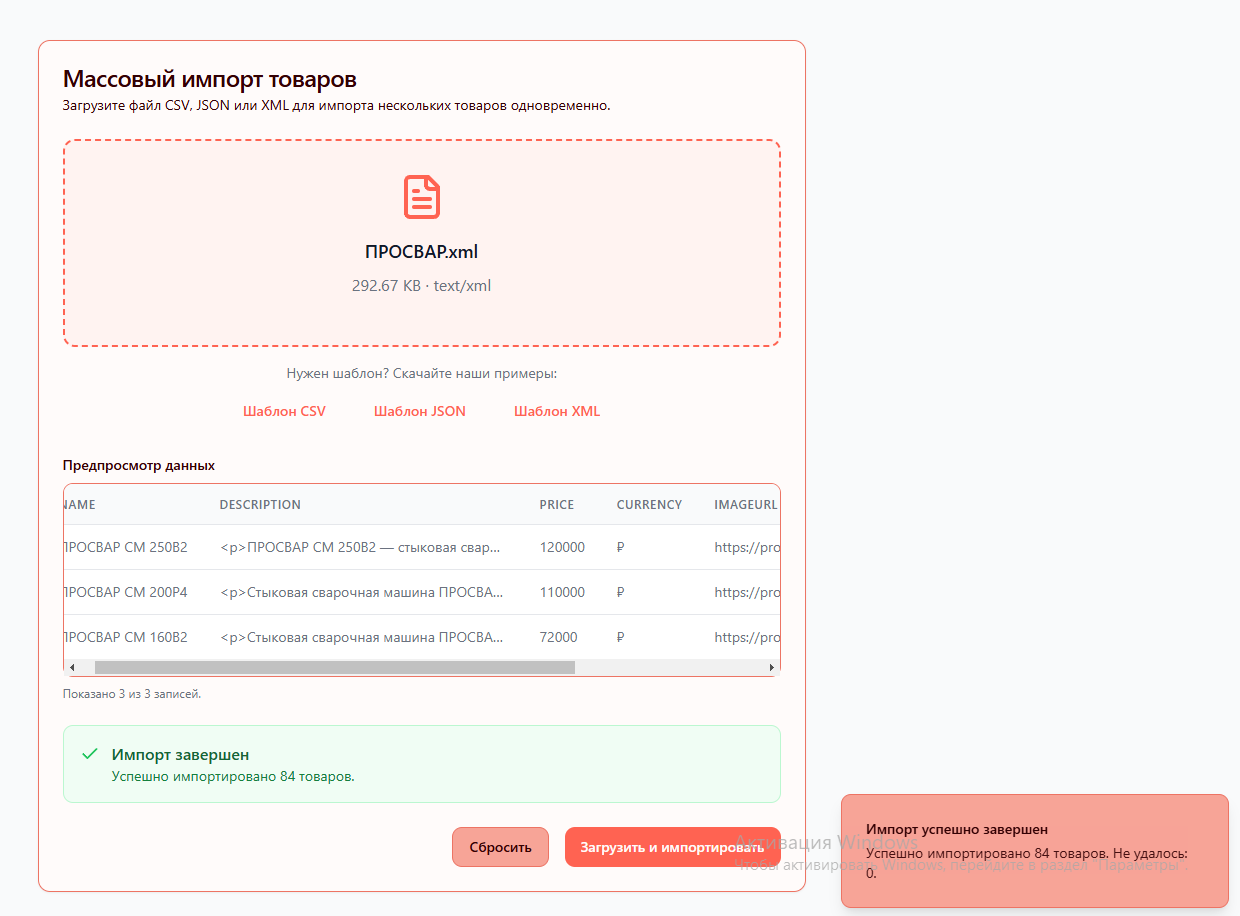 Массовый импорт товаров
Загрузите файл CSV, JSON или XML для импорта нескольких товаров одновременно.
ПРОСВАР.xml
292.67 KB · text/xml
Нужен шаблон? Скачайте наши примеры:
Шаблон CSV Шаблон JSON Шаблон XML
Предпросмотр данных
NAME DESCRIPTION PRICE CURRENCY IMAGEURL
ПРОСВАР СМ 250В2 <p>ПРОСВАР СМ 250В2 — стыковая свар... 120000 ₽ https://pro
ПРОСВАР СМ 200Р4 <p>Стыковая сварочная машина ПРОСВА... 110000 ₽ https://pro
ПРОСВАР СМ 160В2 <p>Стыковая сварочная машина ПРОСВА... 72000 ₽ https://pro
Показано 3 из 3 записей.
Импорт завершен
Успешно импортировано 84 товаров.
Сбросить Загрузить и импортировать
Активация Windows
Чтобы активировать Windows, перейдите в раздел "Параметры".
Импорт успешно завершен
Успешно импортировано 84 товаров. Не удалось:
0.